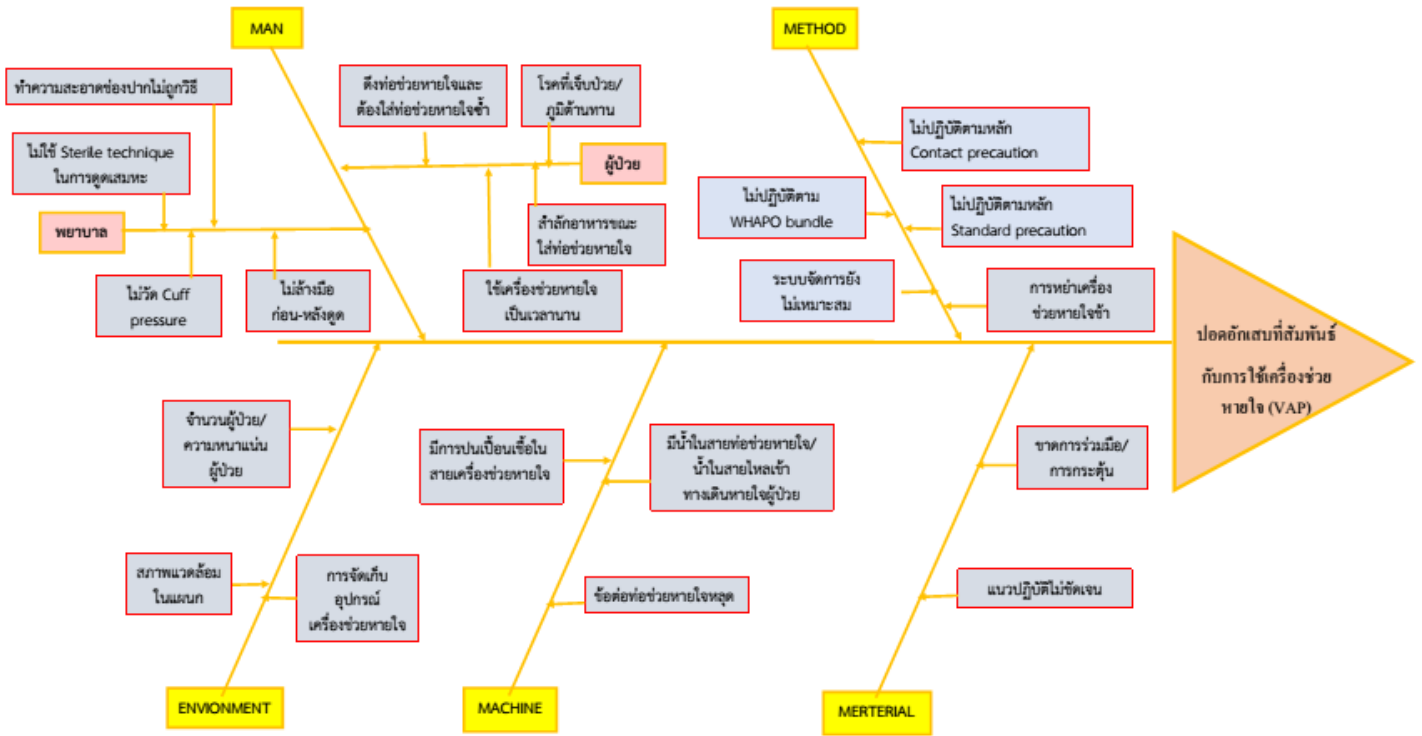 MAN
METHOD
ทำความสะอาดช่องปากไม่ถูกวิธี
ดึงท่อช่วยหายใจและ
ต้องใส่ท่อช่วยหายใจซ้ำ
โรคที่เจ็บป่วย/
ภูมิต้านทาน
ไม่ใช้ Sterile technique
ในการดูดเสมหะ
ผู้ป่วย
พยาบาล
สำลักอาหารขณะ
ใส่ท่อช่วยหายใจ
ไม่วัด Cuff
pressure
ไม่ล้างมือ
ก่อน-หลังดูด
ใช้เครื่องช่วยหายใจ
เป็นเวลานาน
ไม่ปฏิบัติตามหลัก
Contact precaution
ไม่ปฏิบัติตาม
WHAPO bundle
ไม่ปฏิบัติตามหลัก
Standard precaution
ระบบจัดการยัง
ไม่เหมาะสม
การหย่าเครื่อง
ช่วยหายใจช้า
ปอดอักเสบที่สัมพันธ์
กับการใช้เครื่องช่วย
หายใจ (VAP)
จำนวนผู้ป่วย/
ความหนาแน่น
ผู้ป่วย
มีการปนเปื้อนเชื้อใน
สายเครื่องช่วยหายใจ
มีน้ำในสายท่อช่วยหายใจ/
น้ำในสายไหลเข้า
ทางเดินหายใจผู้ป่วย
ขาดการร่วมมือ/
การกระตุ้น
สภาพแวดล้อม
ในแผนก
การจัดเก็บ
อุปกรณ์
เครื่องช่วยหายใจ
ข้อต่อท่อช่วยหายใจหลุด
แนวปฏิบัติไม่ชัดเจน
ENVIONMENT
MACHINE
MERTERIAL